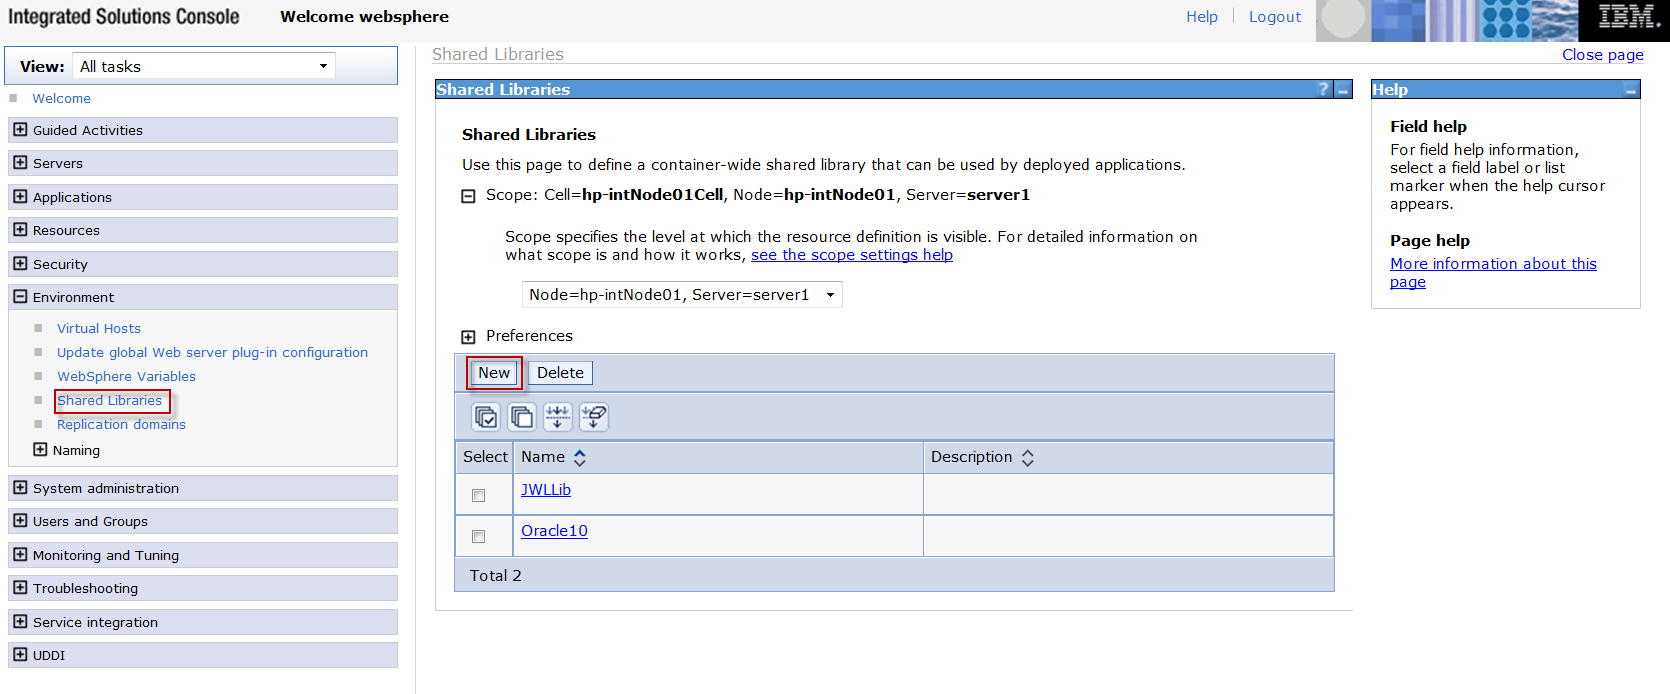 Integrated Solutions Console Welcome websphere Help Logout IBM.
View: All tasks
Welcome
Guided Activities
Servers
Applications
Resources
Security
Environment
Virtual Hosts
Update global Web server plug-in configuration
WebSphere Variables
Shared Libraries
Replication domains
Naming
System administration
Users and Groups
Monitoring and Tuning
Troubleshooting
Service integration
UDDI
Shared Libraries Close page
Shared Libraries ?
Shared Libraries
Use this page to define a container-wide shared library that can be used by deployed applications.
Scope: Cell=hp-intNode01Cell, Node=hp-intNode01, Server=server1
Scope specifies the level at which the resource definition is visible. For detailed information on
what scope is and how it works, see the scope settings help
Node=hp-intNode01, Server=server1
Preferences
New Delete
Select Name Description
JWLLib
Oracle10
Total 2
Help
Field help
For field help information,
select a field label or list
marker when the help cursor
appears.
Page help
More information about this
page